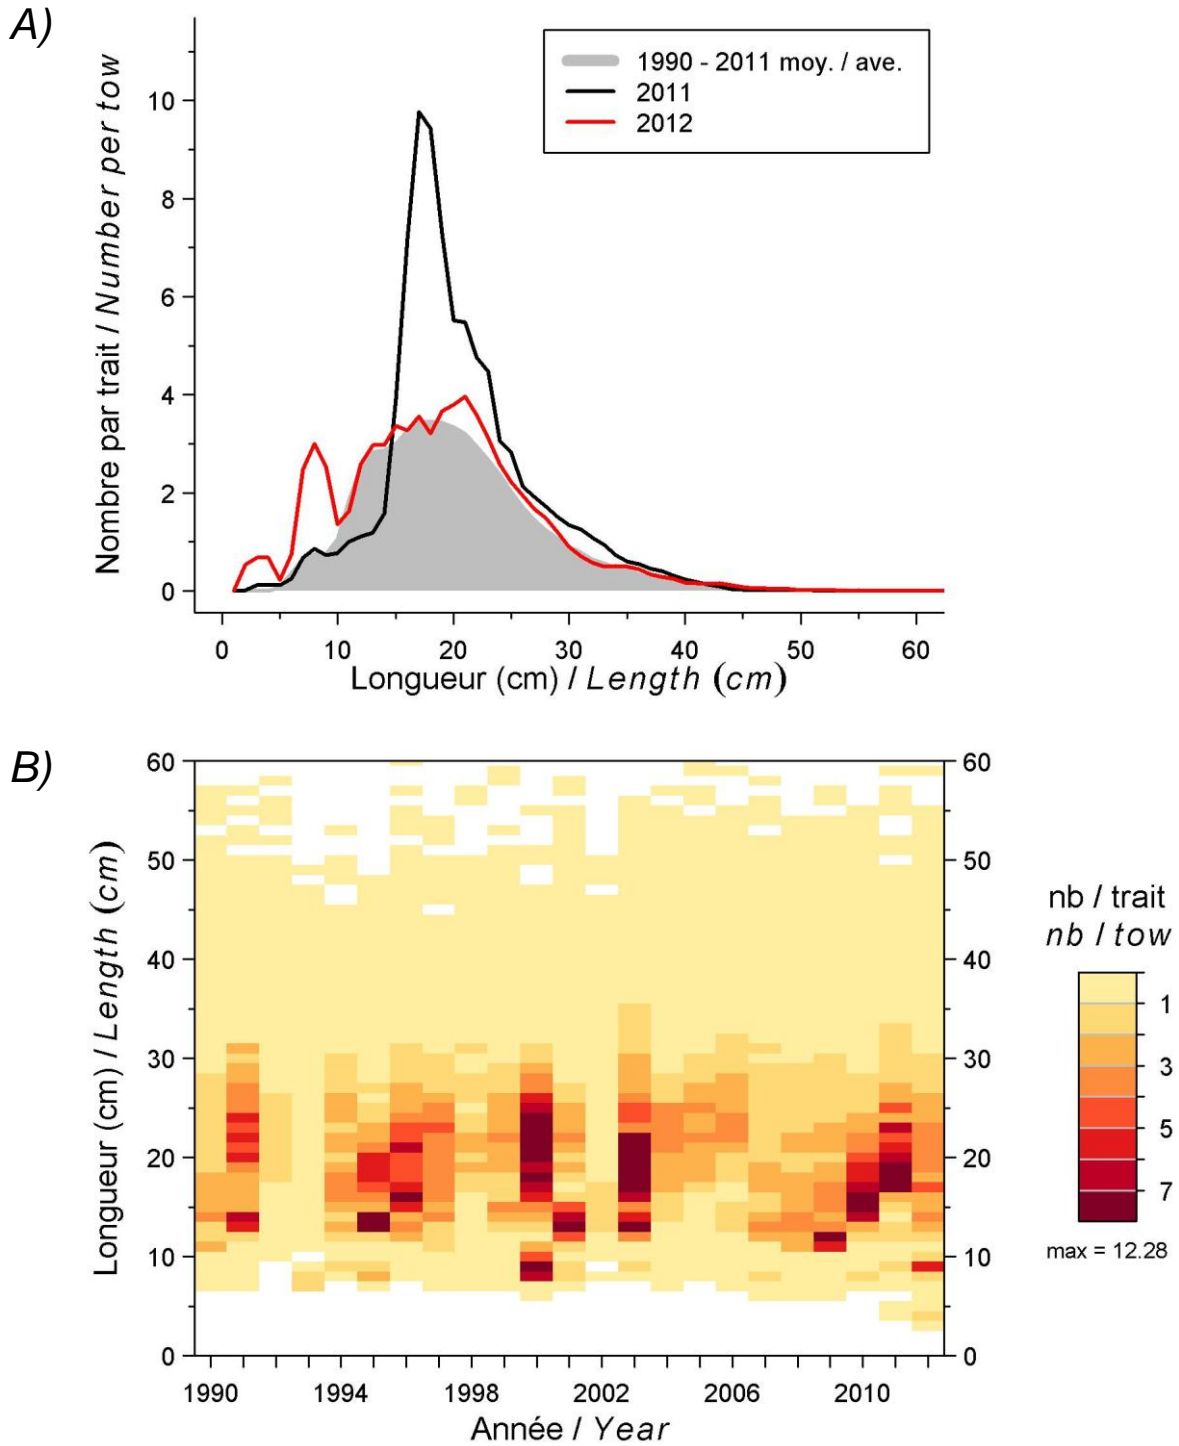 A)
Nombre par trait / Number per tow
10
8
6
4
2
0
1990 - 2011 moy. / ave.
2011
2012
0 10 20 30 40 50 60
Longueur (cm) / Length (cm)
B)
Longueur (cm) / Length (cm)
60 60
50 50
40 40
30 30
20 20
10 10
0 0
1990 1994 1998 2002 2006 2010
Année / Year
nb / trait
nb / tow
1
3
5
7
max = 12.28